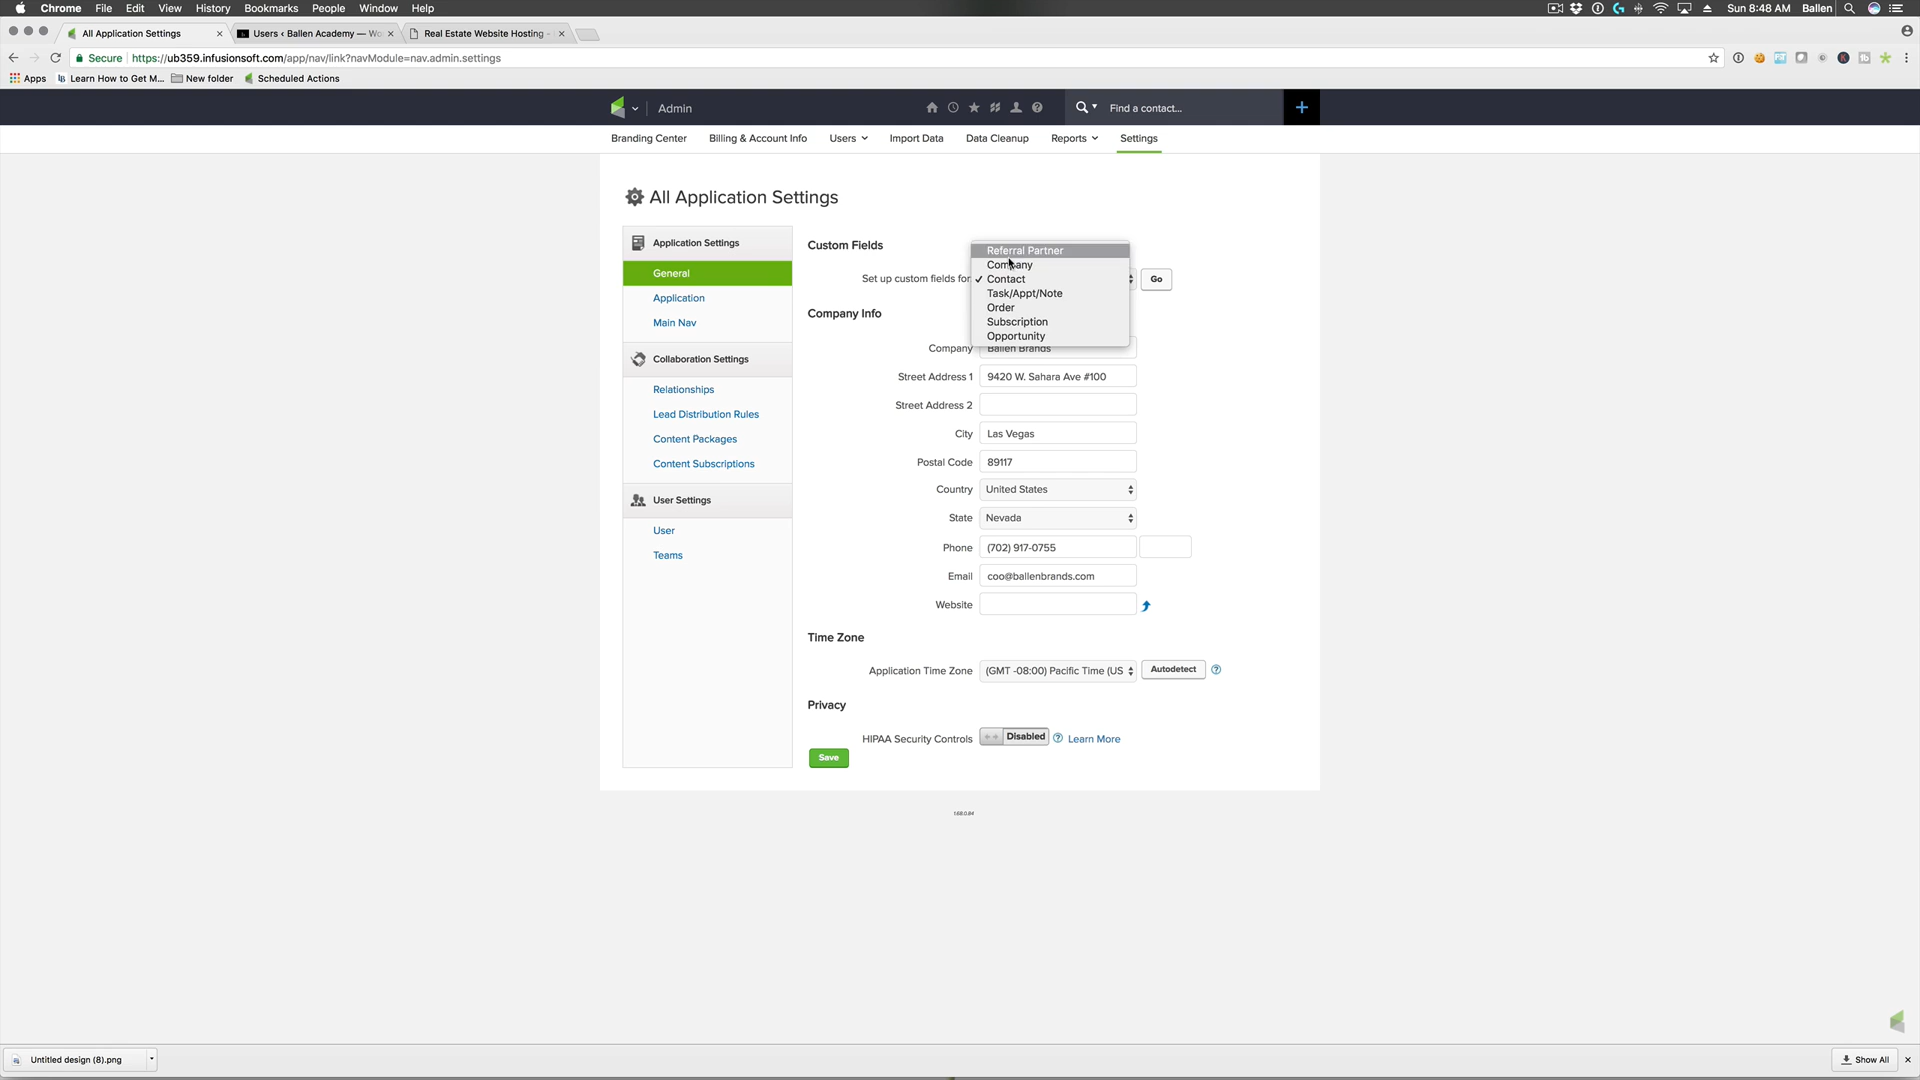 Chrome File Edit View History Bookmarks People Window Help Sun 8:48 AM Ballen
All Application Settings Users ‹ Ballen Academy — Wo Real Estate Website Hosting -
Secure https://ub359.infusionsoft.com/app/nav/link?navModule=nav.admin.settings
Apps Learn How to Get M... New folder Scheduled Actions
Admin Find a contact...
Branding Center Billing & Account Info Users Import Data Data Cleanup Reports Settings
All Application Settings
Application Settings
General
Application
Main Nav
Collaboration Settings
Relationships
Lead Distribution Rules
Content Packages
Content Subscriptions
User Settings
User
Teams
Custom Fields
Set up custom fields for Go
Referral Partner
Company
✓ Contact
Task/Appt/Note
Order
Subscription
Opportunity
Company Info
Company Ballen Brands
Street Address 1 9420 W. Sahara Ave #100
Street Address 2
City Las Vegas
Postal Code 89117
Country United States
State Nevada
Phone (702) 917-0755
Email coo@ballenbrands.com
Website
Time Zone
Application Time Zone (GMT -08:00) Pacific Time (US Autodetect
Privacy
HIPAA Security Controls Disabled Learn More
Save
1.68.0.84
Untitled design (8).png Show All